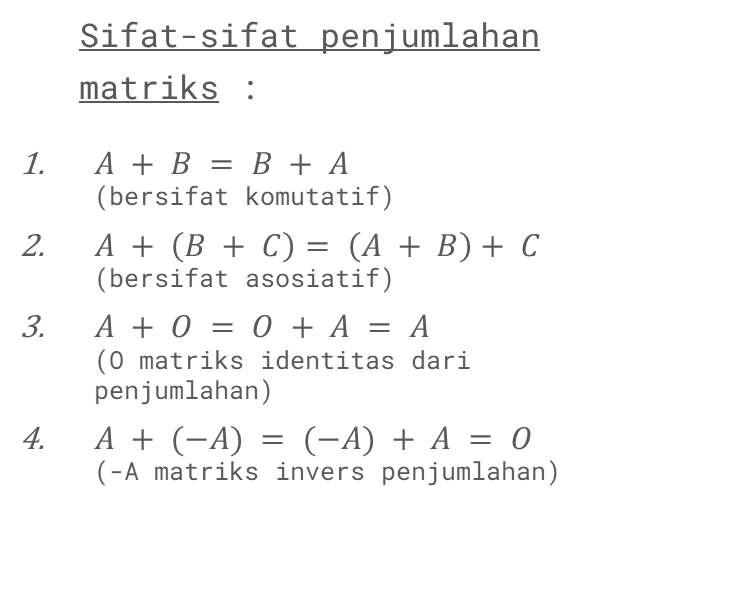 Sifat-sifat penjumlahan
matriks :
1. A + B = B + A
(bersifat komutatif)
2. A + (B + C) = (A + B) + C
(bersifat asosiatif)
3. A + O = O + A = A
(O matriks identitas dari
penjumlahan)
4. A + (−A) = (−A) + A = O
(-A matriks invers penjumlahan)